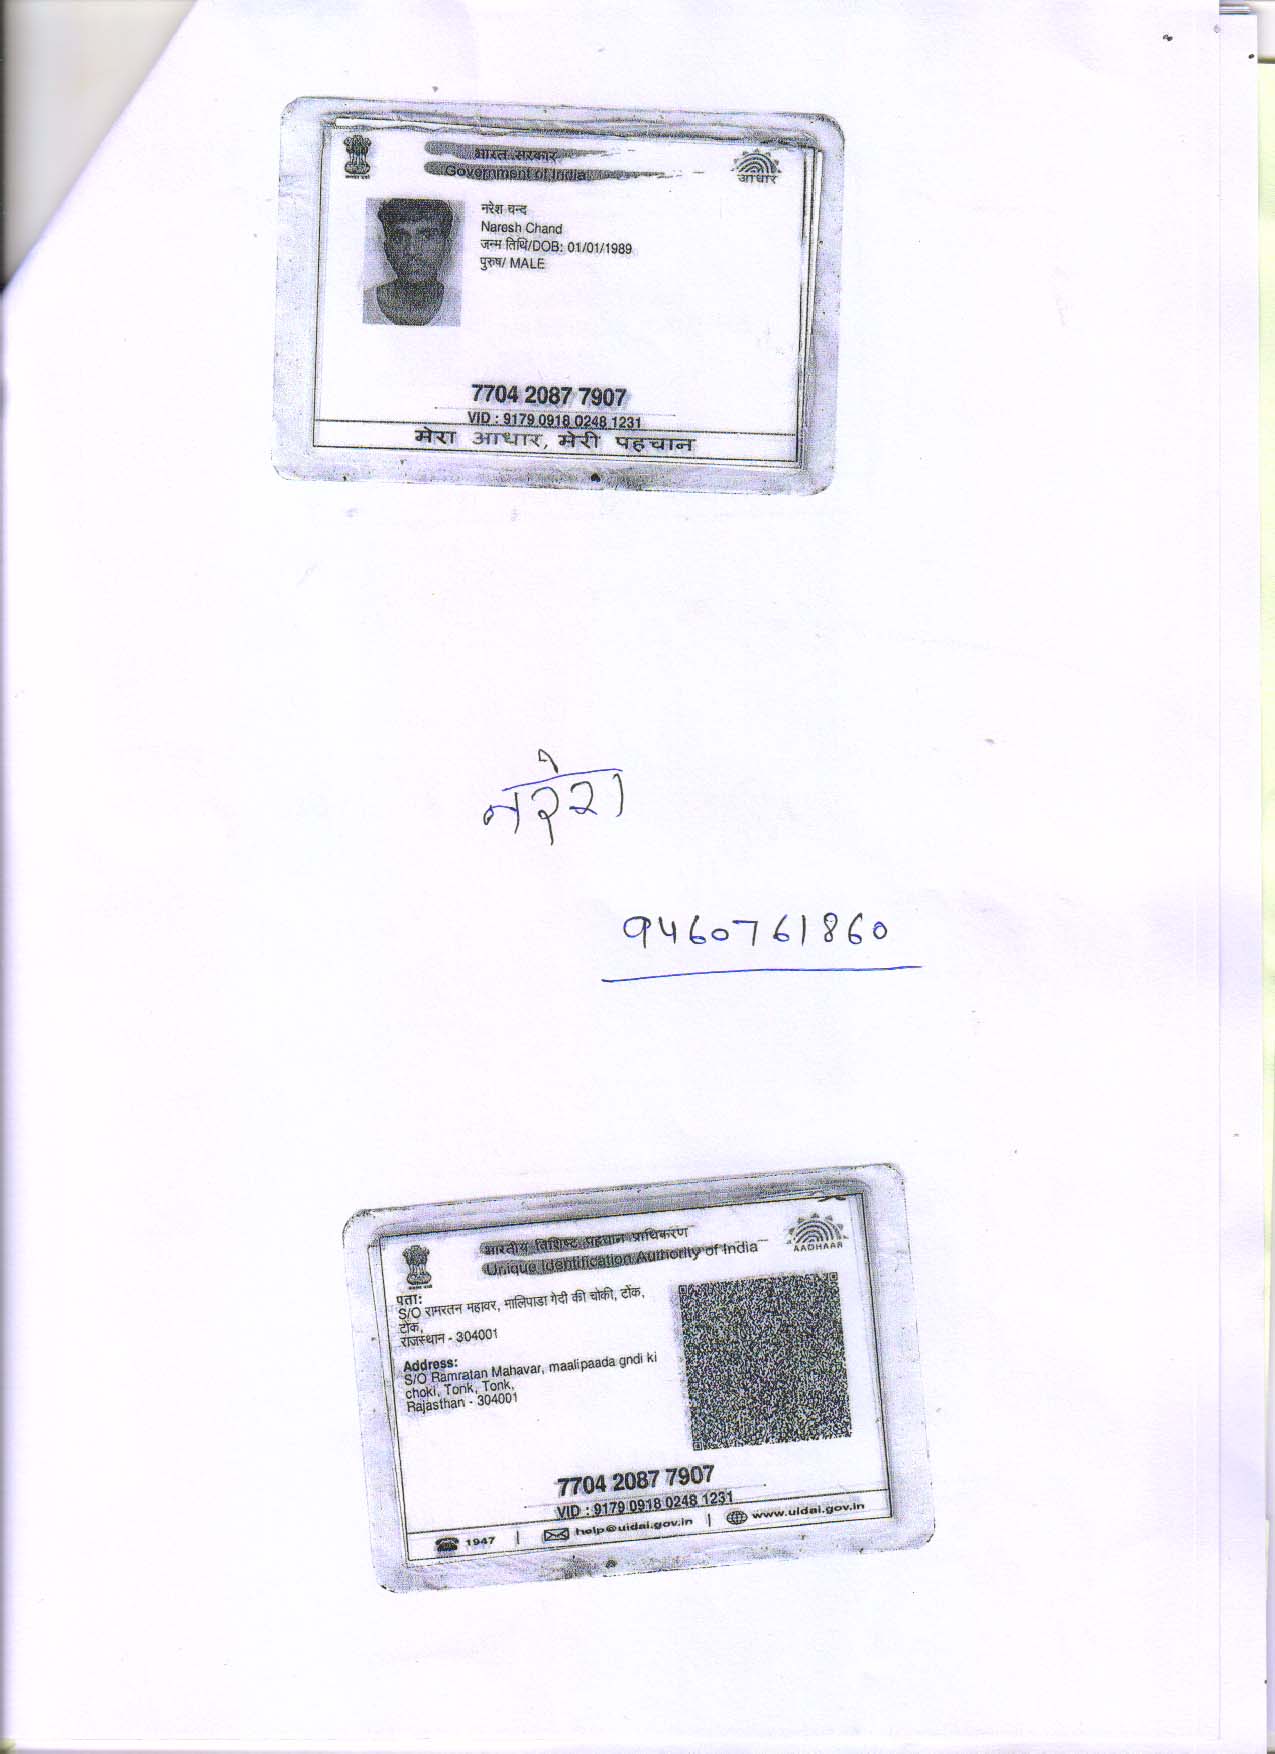 भारत सरकार
Government of India
आधार
नरेश चन्द
Naresh Chand
जन्म तिथि/DOB: 01/01/1989
पुरुष/ MALE
7704 2087 7907
VID : 9179 0918 0248 1231
मेरा आधार, मेरी पहचान
नरेश
9460761860
भारतीय विशिष्ट पहचान प्राधिकरण
Unique Identification Authority of India
AADHAAR
पता:
S/O रामरतन महावर, मालिपाडा गेदी की चोकी, टोंक,
टोंक,
राजस्थान - 304001
Address:
S/O Ramratan Mahavar, maalipaada gndi ki
choki, Tonk, Tonk,
Rajasthan - 304001
7704 2087 7907
VID : 9179 0918 0248 1231
1947 | help@uidai.gov.in | www.uidai.gov.in